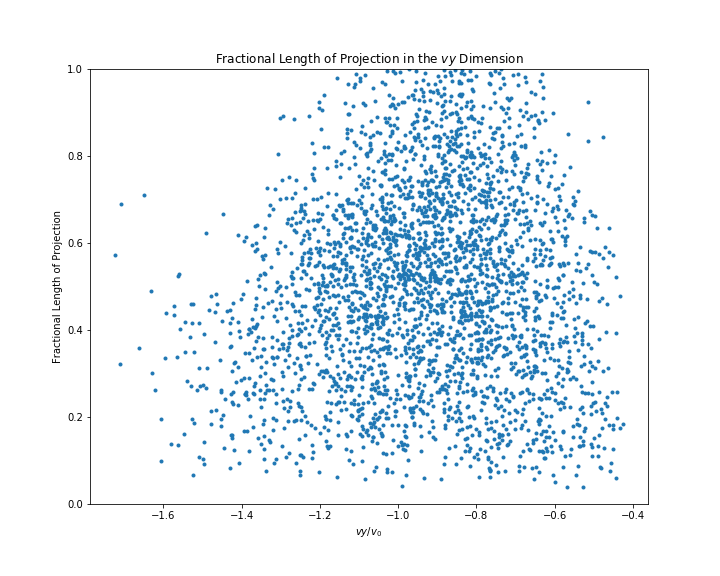 Fractional Length of Projection in the vy Dimension
1.0
0.8
0.6
0.4
0.2
0.0
Fractional Length of Projection
−1.6 −1.4 −1.2 −1.0 −0.8 −0.6 −0.4
vy/v₀